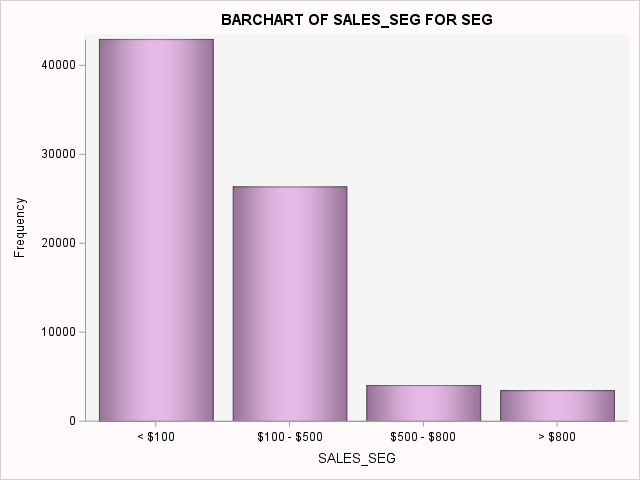 BARCHART OF SALES_SEG FOR SEG
40000
30000
20000
10000
0
Frequency
< $100
$100 - $500
$500 - $800
> $800
SALES_SEG